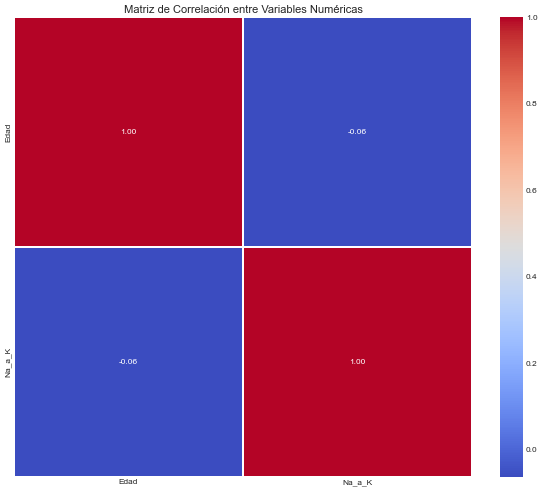 Matriz de Correlación entre Variables Numéricas
Edad
1.00
-0.06
Na_a_K
-0.06
1.00
Edad
Na_a_K
1.0
0.8
0.6
0.4
0.2
0.0